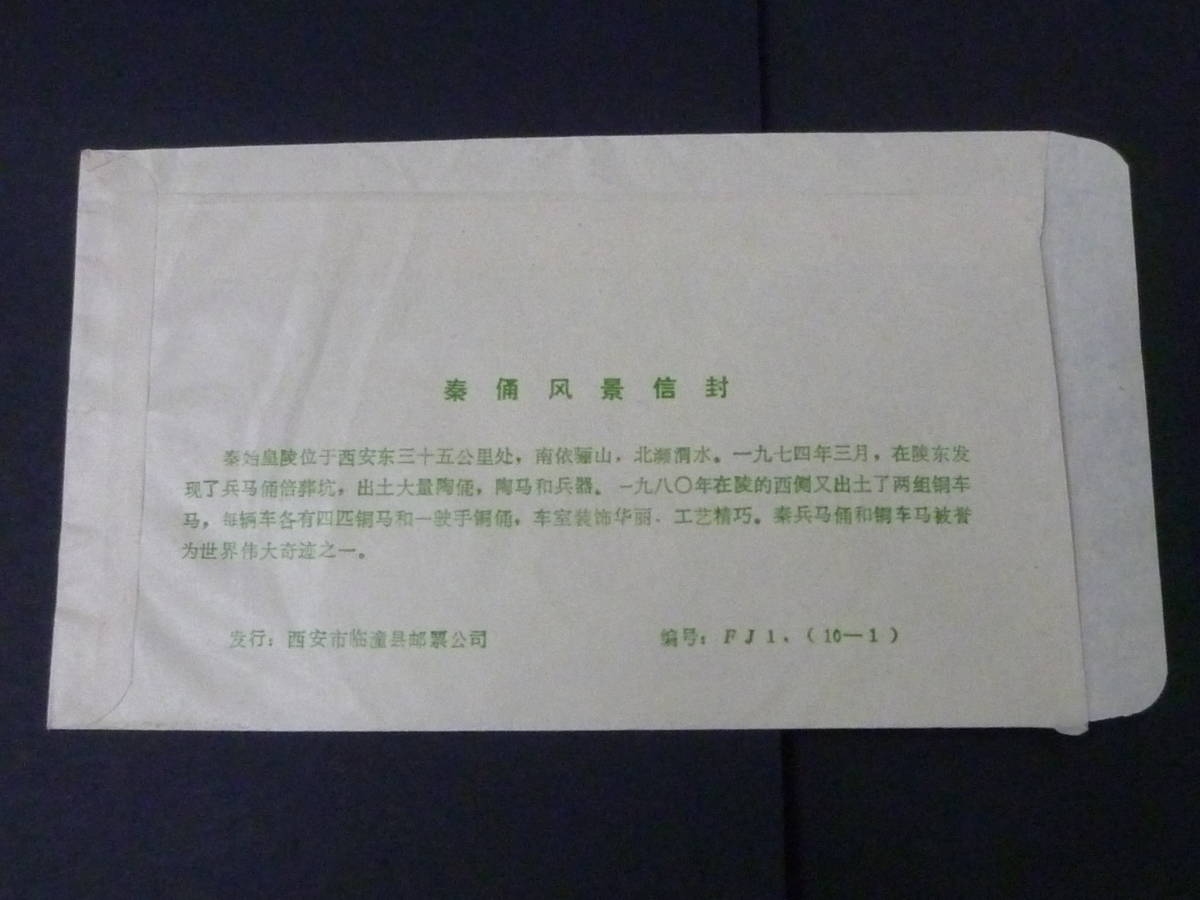 秦俑风景信封
秦始皇陵位于西安东三十五公里处，南依骊山，北濒渭水。一九七四年三月，在陵东发
现了兵马俑倍葬坑，出土大量陶俑，陶马和兵器。一九八〇年在陵的西侧又出土了两组铜车
马，每辆车各有四匹铜马和一驶手铜俑，车室装饰华丽、工艺精巧。秦兵马俑和铜车马被誉
为世界伟大奇迹之一。
发行：西安市临潼县邮票公司
编号：FJ1、（10—1）